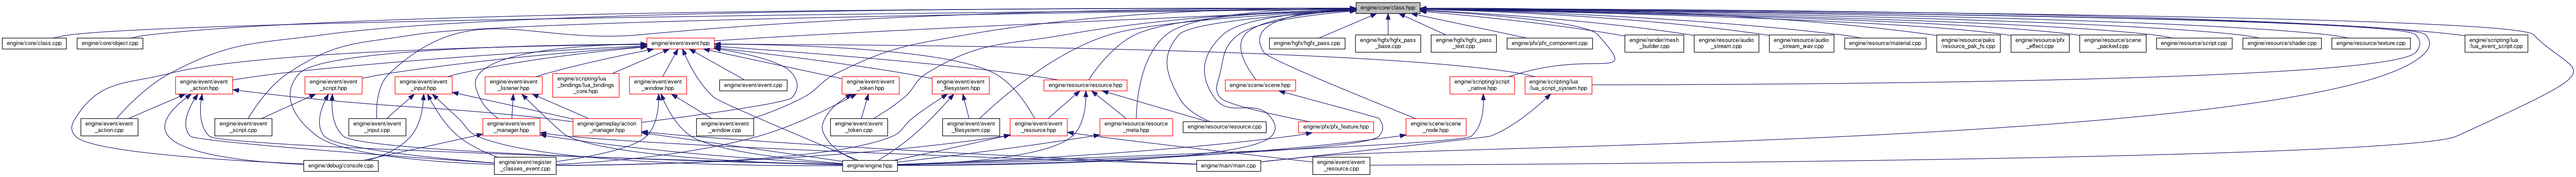 engine/core/class.hpp
engine/core/class.cpp
engine/core/object.cpp
engine/event/event.hpp
engine/hgfx/hgfx_pass.cpp
engine/hgfx/hgfx_pass
_base.cpp
engine/hgfx/hgfx_pass
_text.cpp
engine/pfx/pfx_component.cpp
engine/render/mesh
_builder.cpp
engine/resource/audio
_stream.cpp
engine/resource/audio
_stream_wav.cpp
engine/resource/material.cpp
engine/resource/paks
/resource_pak_fs.cpp
engine/resource/pfx
_effect.cpp
engine/resource/scene
_packed.cpp
engine/resource/script.cpp
engine/resource/shader.cpp
engine/resource/texture.cpp
engine/scripting/lua
/lua_event_script.cpp
engine/event/event
_action.hpp
engine/event/event
_script.hpp
engine/event/event
_input.hpp
engine/event/event
_listener.hpp
engine/scripting/lua
_bindings/lua_bindings
_core.hpp
engine/event/event
_window.hpp
engine/event/event.cpp
engine/event/event
_token.hpp
engine/event/event
_filesystem.hpp
engine/resource/resource.hpp
engine/scene/scene.hpp
engine/scripting/script
_native.hpp
engine/scripting/lua
/lua_script_system.hpp
engine/event/event
_action.cpp
engine/event/event
_script.cpp
engine/event/event
_input.cpp
engine/event/event
_manager.hpp
engine/gameplay/action
_manager.hpp
engine/event/event
_window.cpp
engine/event/event
_token.cpp
engine/event/event
_filesystem.cpp
engine/event/event
_resource.hpp
engine/resource/resource
_meta.hpp
engine/resource/resource.cpp
engine/pfx/pfx_feature.hpp
engine/scene/scene
_node.hpp
engine/debug/console.cpp
engine/event/register
_classes_event.cpp
engine/engine.hpp
engine/main/main.cpp
engine/event/event
_resource.cpp